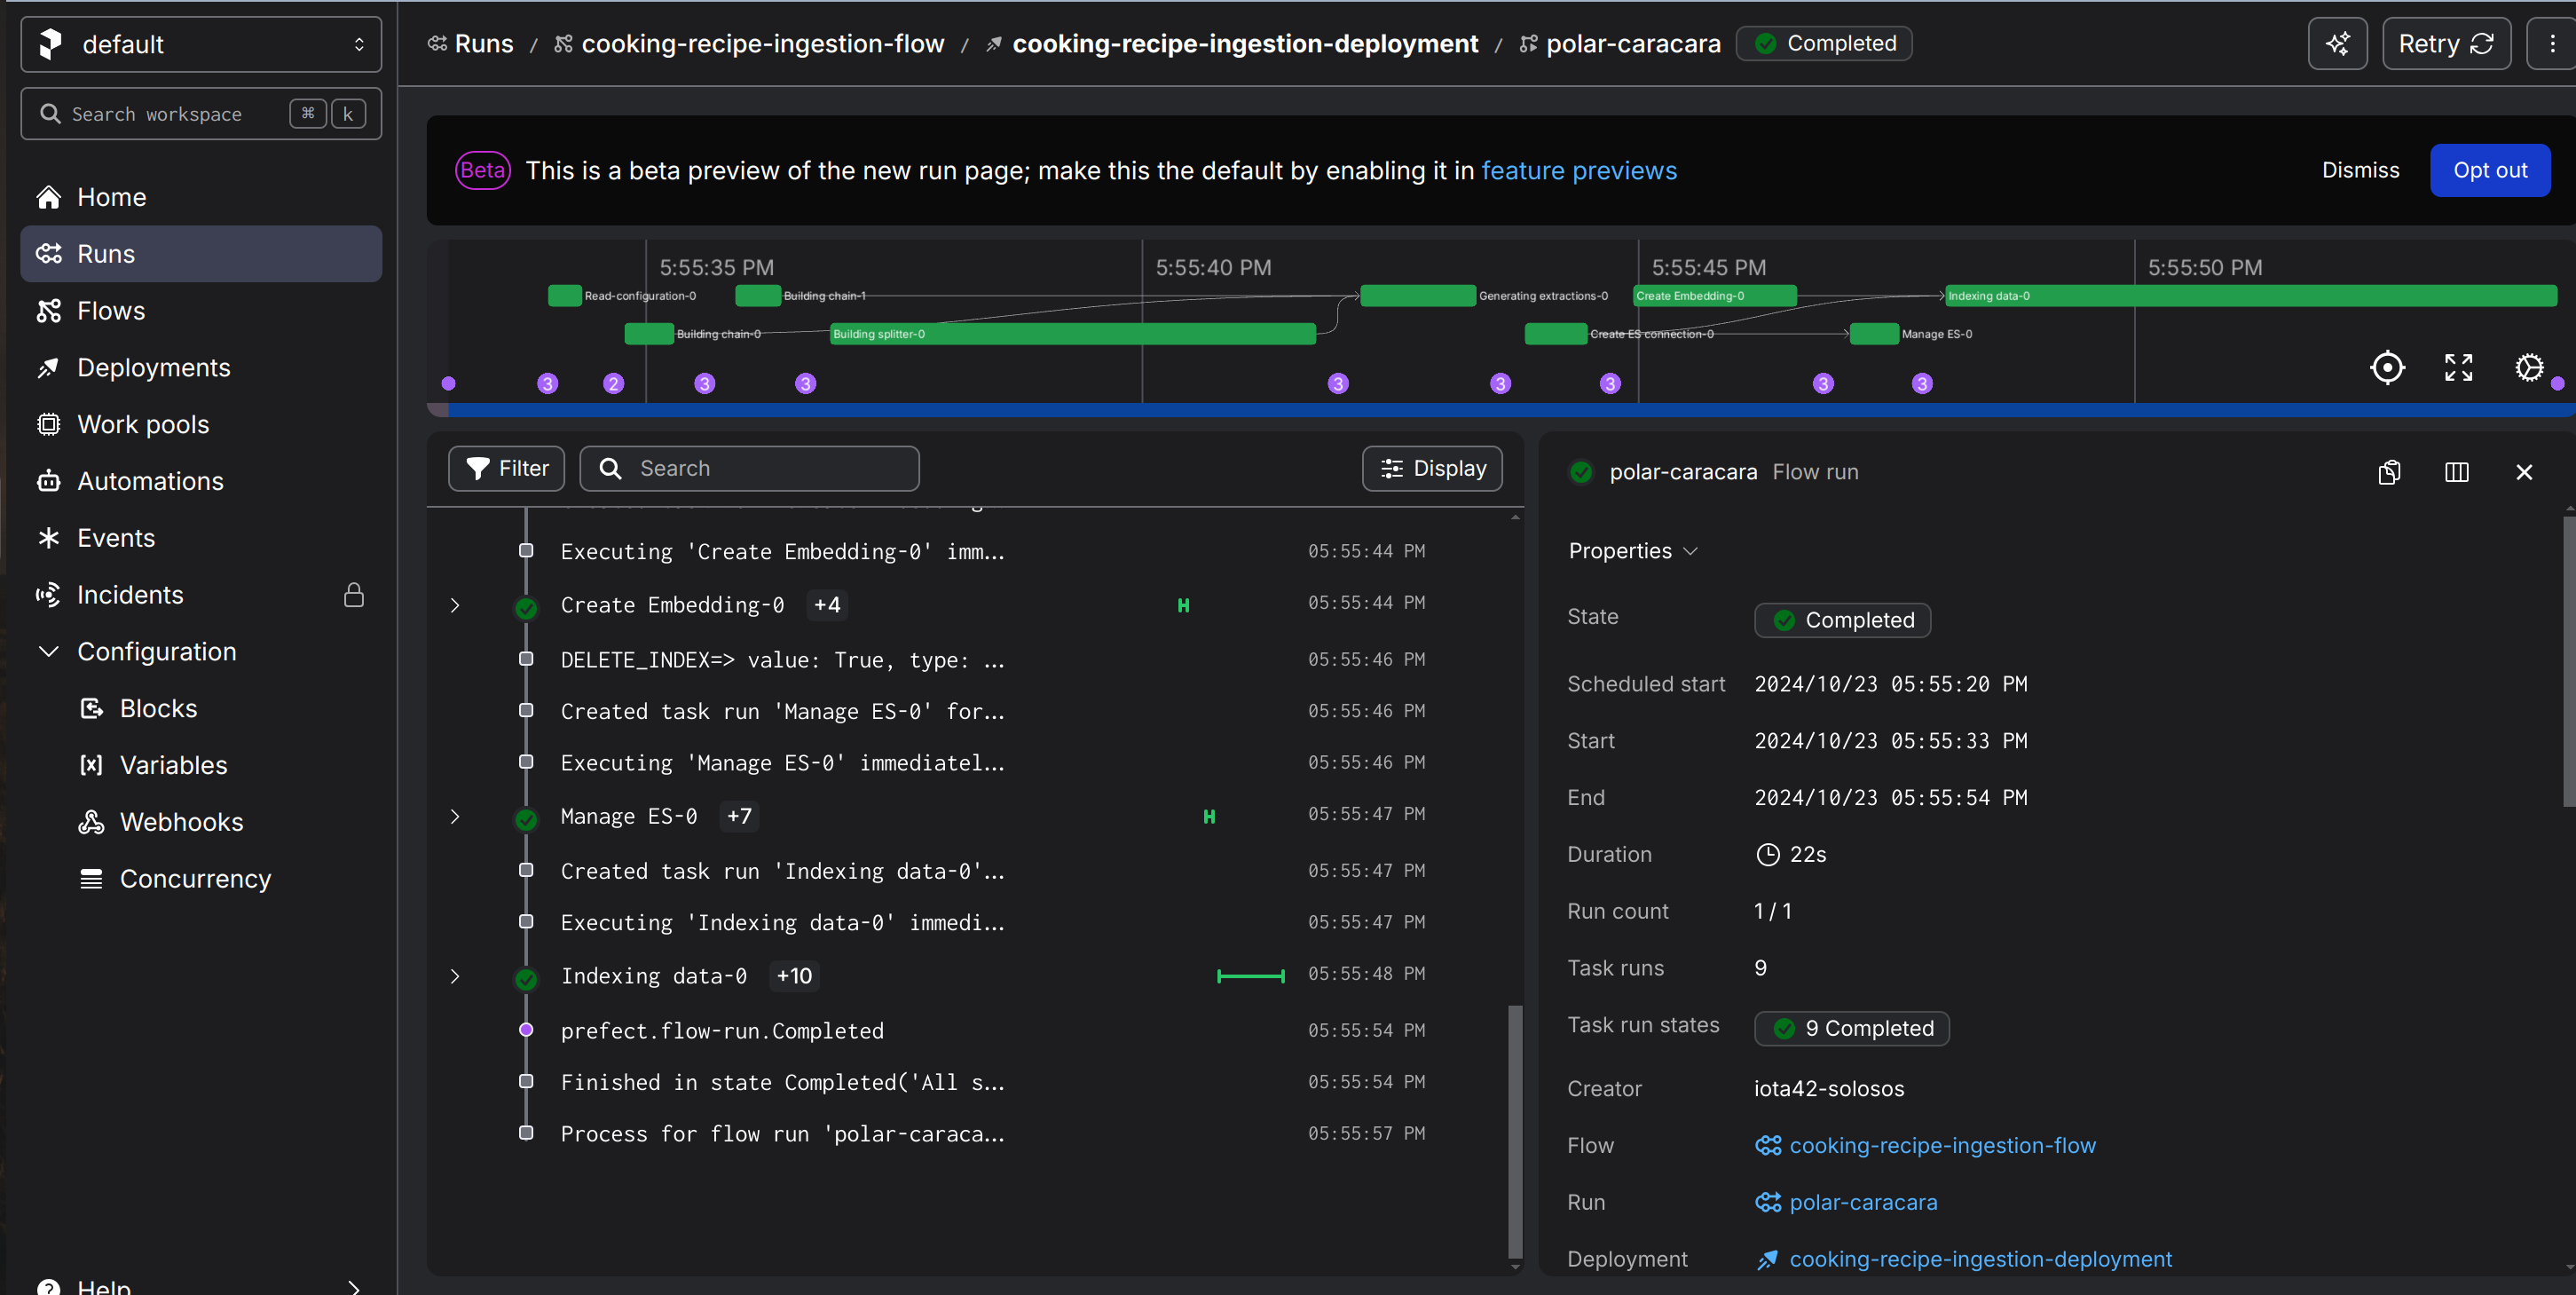 default
Search workspace ⌘ k
Home
Runs
Flows
Deployments
Work pools
Automations
Events
Incidents
Configuration
Blocks
Variables
Webhooks
Concurrency
Help
Runs / cooking-recipe-ingestion-flow / cooking-recipe-ingestion-deployment / polar-caracara Completed
Retry
Beta This is a beta preview of the new run page; make this the default by enabling it in feature previews
Dismiss Opt out
5:55:35 PM 5:55:40 PM 5:55:45 PM 5:55:50 PM
Read-configuration-0 Building chain-1 Generating extractions-0 Create Embedding-0 Indexing data-0
Building chain-0 Building splitter-0 Create ES connection-0 Manage ES-0
3 2 3 3 3 3 3 3 3
Filter Search Display
Executing 'Create Embedding-0' imm... 05:55:44 PM
Create Embedding-0 +4 05:55:44 PM
DELETE_INDEX=> value: True, type: ... 05:55:46 PM
Created task run 'Manage ES-0' for... 05:55:46 PM
Executing 'Manage ES-0' immediatel... 05:55:46 PM
Manage ES-0 +7 05:55:47 PM
Created task run 'Indexing data-0'... 05:55:47 PM
Executing 'Indexing data-0' immedi... 05:55:47 PM
Indexing data-0 +10 05:55:48 PM
prefect.flow-run.Completed 05:55:54 PM
Finished in state Completed('All s... 05:55:54 PM
Process for flow run 'polar-caraca... 05:55:57 PM
polar-caracara Flow run
Properties
State Completed
Scheduled start 2024/10/23 05:55:20 PM
Start 2024/10/23 05:55:33 PM
End 2024/10/23 05:55:54 PM
Duration 22s
Run count 1 / 1
Task runs 9
Task run states 9 Completed
Creator iota42-solosos
Flow cooking-recipe-ingestion-flow
Run polar-caracara
Deployment cooking-recipe-ingestion-deployment